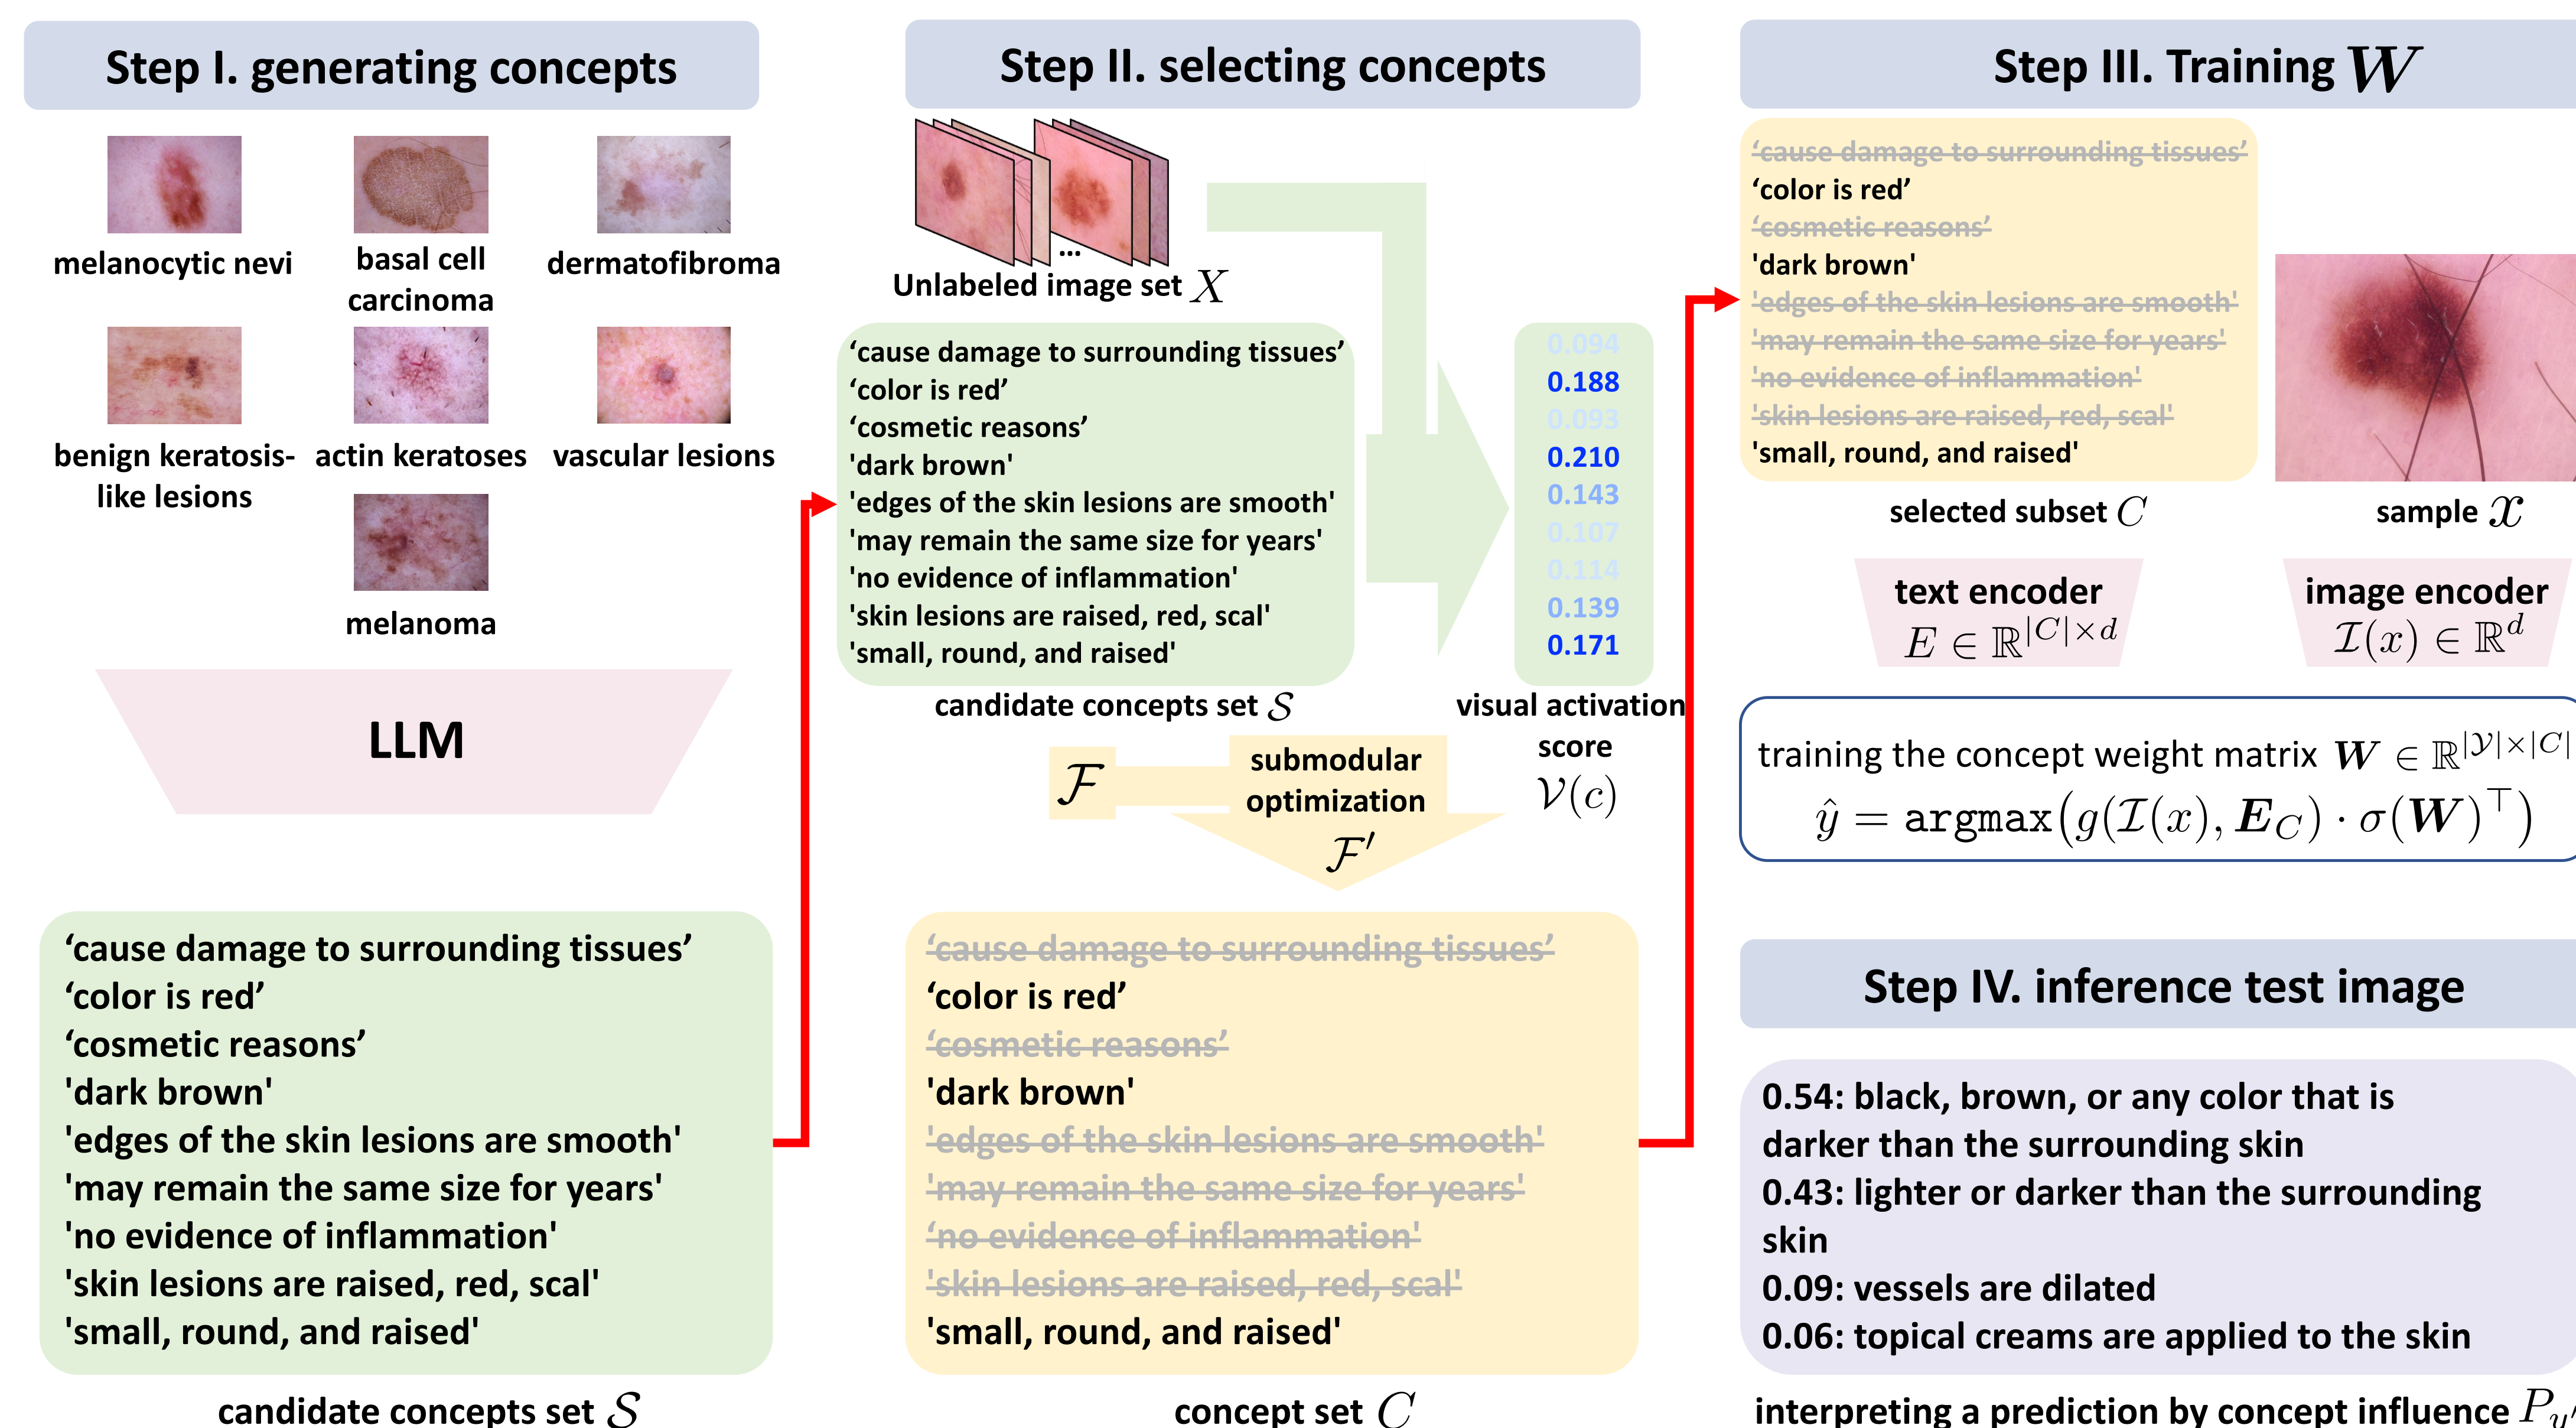 Step I. generating concepts
melanocytic nevi
basal cell
carcinoma
dermatofibroma
benign keratosis-
like lesions
actin keratoses
vascular lesions
melanoma
LLM
‘cause damage to surrounding tissues’
‘color is red’
‘cosmetic reasons’
'dark brown'
'edges of the skin lesions are smooth'
'may remain the same size for years'
'no evidence of inflammation'
'skin lesions are raised, red, scal'
'small, round, and raised'
candidate concepts set 𝒮
Step II. selecting concepts
...
Unlabeled image set X
‘cause damage to surrounding tissues’
‘color is red’
‘cosmetic reasons’
'dark brown'
'edges of the skin lesions are smooth'
'may remain the same size for years'
'no evidence of inflammation'
'skin lesions are raised, red, scal'
'small, round, and raised'
candidate concepts set 𝒮
0.094
0.188
0.093
0.210
0.143
0.107
0.114
0.139
0.171
visual activation
score
𝒱(c)
ℱ
submodular
optimization
ℱ′
‘cause damage to surrounding tissues’
‘color is red’
‘cosmetic reasons’
'dark brown'
'edges of the skin lesions are smooth'
'may remain the same size for years'
‘no evidence of inflammation'
'skin lesions are raised, red, scal'
'small, round, and raised'
concept set C
Step III. Training W
‘cause damage to surrounding tissues’
‘color is red’
‘cosmetic reasons’
'dark brown'
'edges of the skin lesions are smooth'
'may remain the same size for years'
'no evidence of inflammation'
'skin lesions are raised, red, scal'
'small, round, and raised'
selected subset C
sample x
text encoder
E ∈ ℝ^{|C|×d}
image encoder
ℐ(x) ∈ ℝ^d
training the concept weight matrix W ∈ ℝ^{|𝒴|×|C|}
ŷ = argmax(g(ℐ(x), E_C) · σ(W)^⊤)
Step IV. inference test image
0.54: black, brown, or any color that is
darker than the surrounding skin
0.43: lighter or darker than the surrounding
skin
0.09: vessels are dilated
0.06: topical creams are applied to the skin
interpreting a prediction by concept influence P